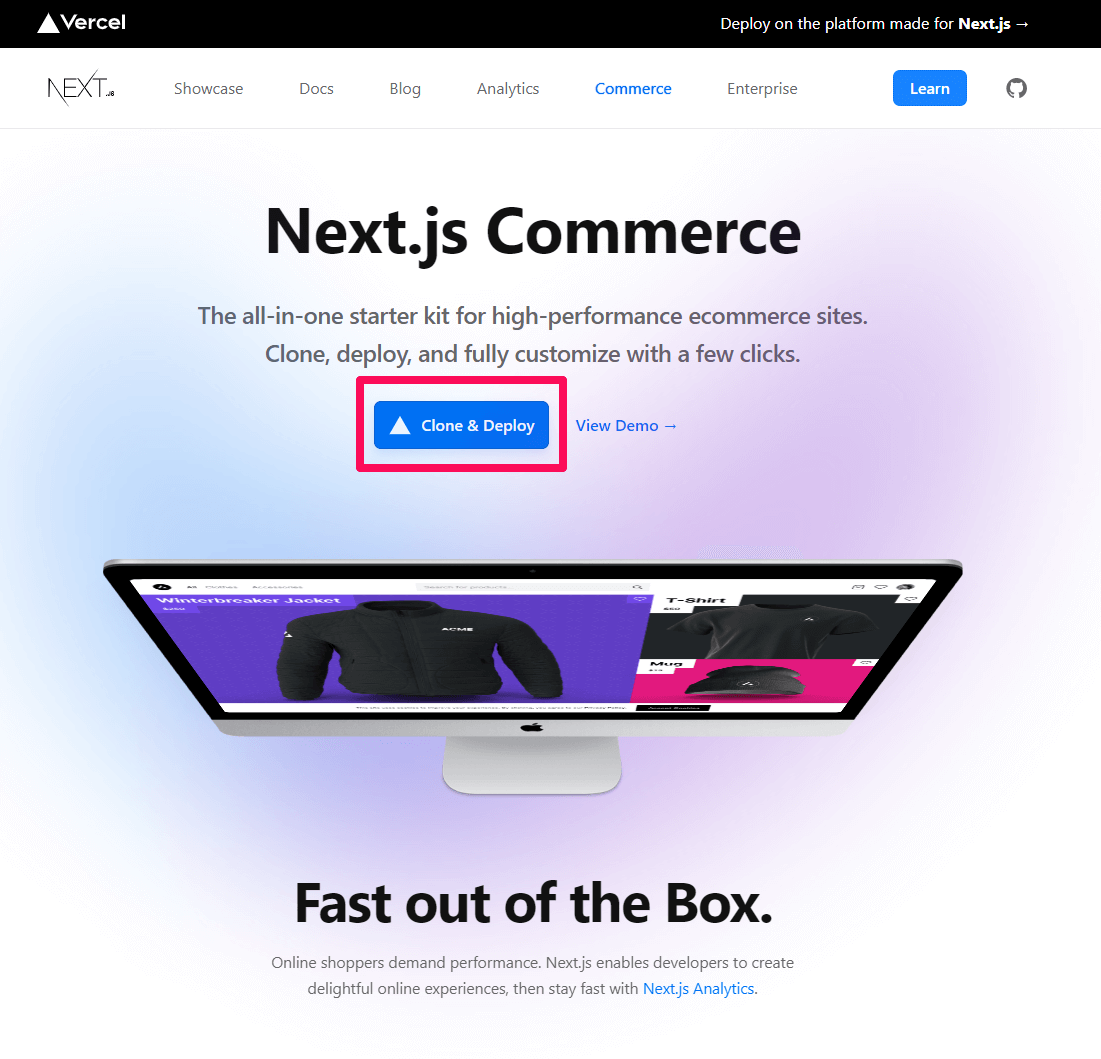 Vercel
Deploy on the platform made for Next.js →
NEXT.JS
Showcase
Docs
Blog
Analytics
Commerce
Enterprise
Learn
Next.js Commerce
The all-in-one starter kit for high-performance ecommerce sites.
Clone, deploy, and fully customize with a few clicks.
Clone & Deploy
View Demo →
All Clothes Accessories
Search for products...
Winterbreaker Jacket
$250
T-Shirt
$50
ACME
Mug
Fast out of the Box.
Online shoppers demand performance. Next.js enables developers to create
delightful online experiences, then stay fast with Next.js Analytics.